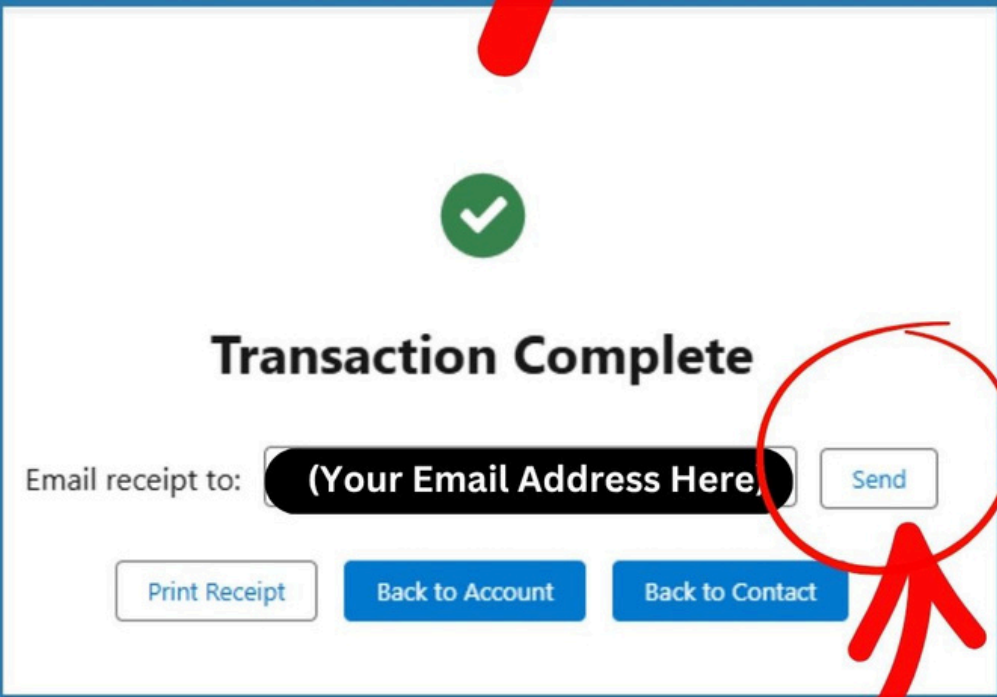 Transaction Complete
Email receipt to: (Your Email Address Here) Send
Print Receipt Back to Account Back to Contact